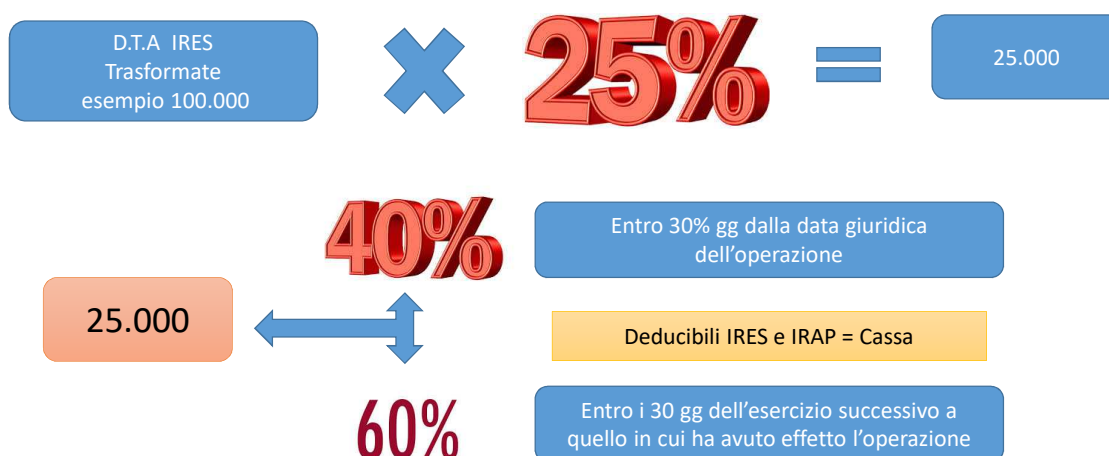 D.T.A IRES
Trasformate
esempio 100.000
25%
25.000
40%
Entro 30% gg dalla data giuridica
dell'operazione
25.000
Deducibili IRES e IRAP = Cassa
60%
Entro i 30 gg dell'esercizio successivo a
quello in cui ha avuto effetto l'operazione